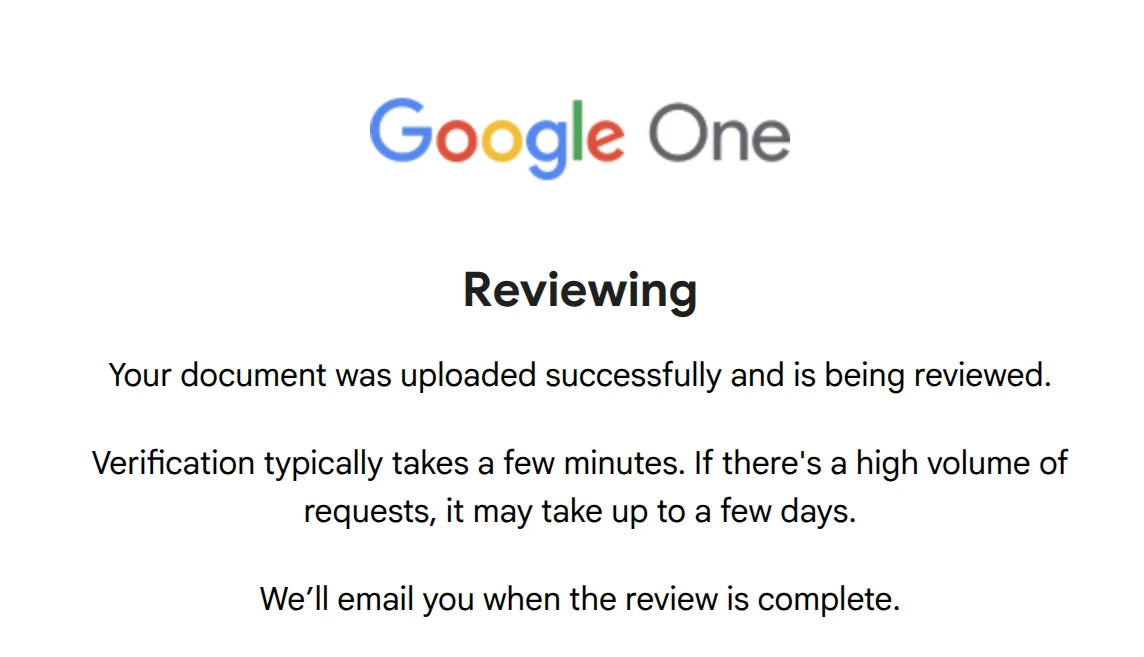 Google One
Reviewing
Your document was uploaded successfully and is being reviewed.
Verification typically takes a few minutes. If there's a high volume of
requests, it may take up to a few days.
We’ll email you when the review is complete.